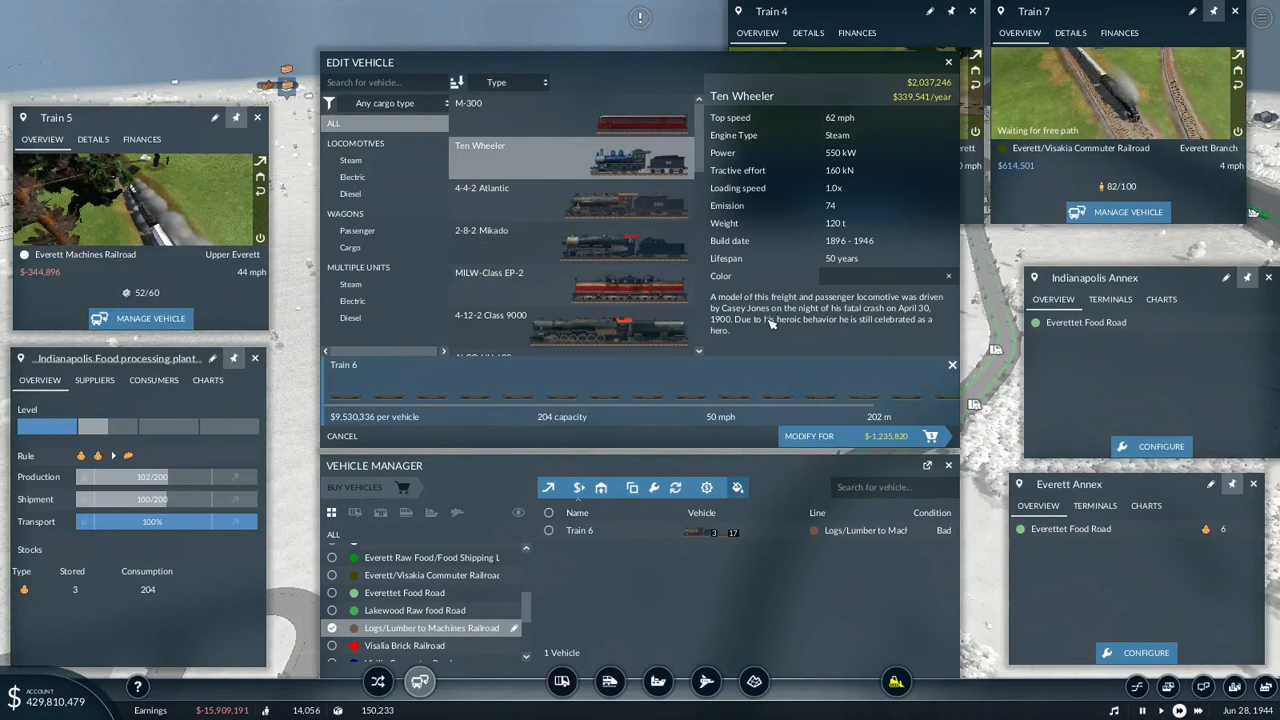 Train 4
OVERVIEW DETAILS FINANCES
Train 7
OVERVIEW DETAILS FINANCES
Waiting for free path
Everett/Visakia Commuter Railroad Everett Branch
$614,501 4 mph
82/100
MANAGE VEHICLE
EDIT VEHICLE
Search for vehicle...
Type
Any cargo type
ALL
LOCOMOTIVES
Steam
Electric
Diesel
WAGONS
Passenger
Cargo
MULTIPLE UNITS
Steam
Electric
Diesel
M-300
Ten Wheeler
4-4-2 Atlantic
2-8-2 Mikado
MILW-Class EP-2
4-12-2 Class 9000
$2,037,246
Ten Wheeler $339,541/year
Top speed 62 mph
Engine Type Steam
Power 550 kW
Tractive effort 160 kN
Loading speed 1.0x
Emission 74
Weight 120 t
Build date 1896 - 1946
Lifespan 50 years
Color
A model of this freight and passenger locomotive was driven
by Casey Jones on the night of his fatal crash on April 30,
1900. Due to his heroic behavior he is still celebrated as a
hero.
Train 6
$9,530,336 per vehicle 204 capacity 50 mph 202 m
CANCEL MODIFY FOR $-1,235,820
Train 5
OVERVIEW DETAILS FINANCES
Everett Machines Railroad Upper Everett
$-344,896 44 mph
52/60
MANAGE VEHICLE
...Indianapolis Food processing plant...
OVERVIEW SUPPLIERS CONSUMERS CHARTS
Level
Rule
Production 102/200
Shipment 100/200
Transport 100%
Stocks
Type Stored Consumption
3 204
VEHICLE MANAGER
BUY VEHICLES
Search for vehicle...
ALL
Everett Raw Food/Food Shipping L
Everett/Visakia Commuter Railroad
Everettet Food Road
Lakewood Raw food Road
Logs/Lumber to Machines Railroad
Visalia Brick Railroad
Name Vehicle Line Condition
Train 6 3 17 Logs/Lumber to Macl Bad
1 Vehicle
Indianapolis Annex
OVERVIEW TERMINALS CHARTS
Everettet Food Road
CONFIGURE
Everett Annex
OVERVIEW TERMINALS CHARTS
Everettet Food Road 6
CONFIGURE
$ ACCOUNT
429,810,479
?
Earnings $-15,909,191 14,056 150,233
Jun 28, 1944